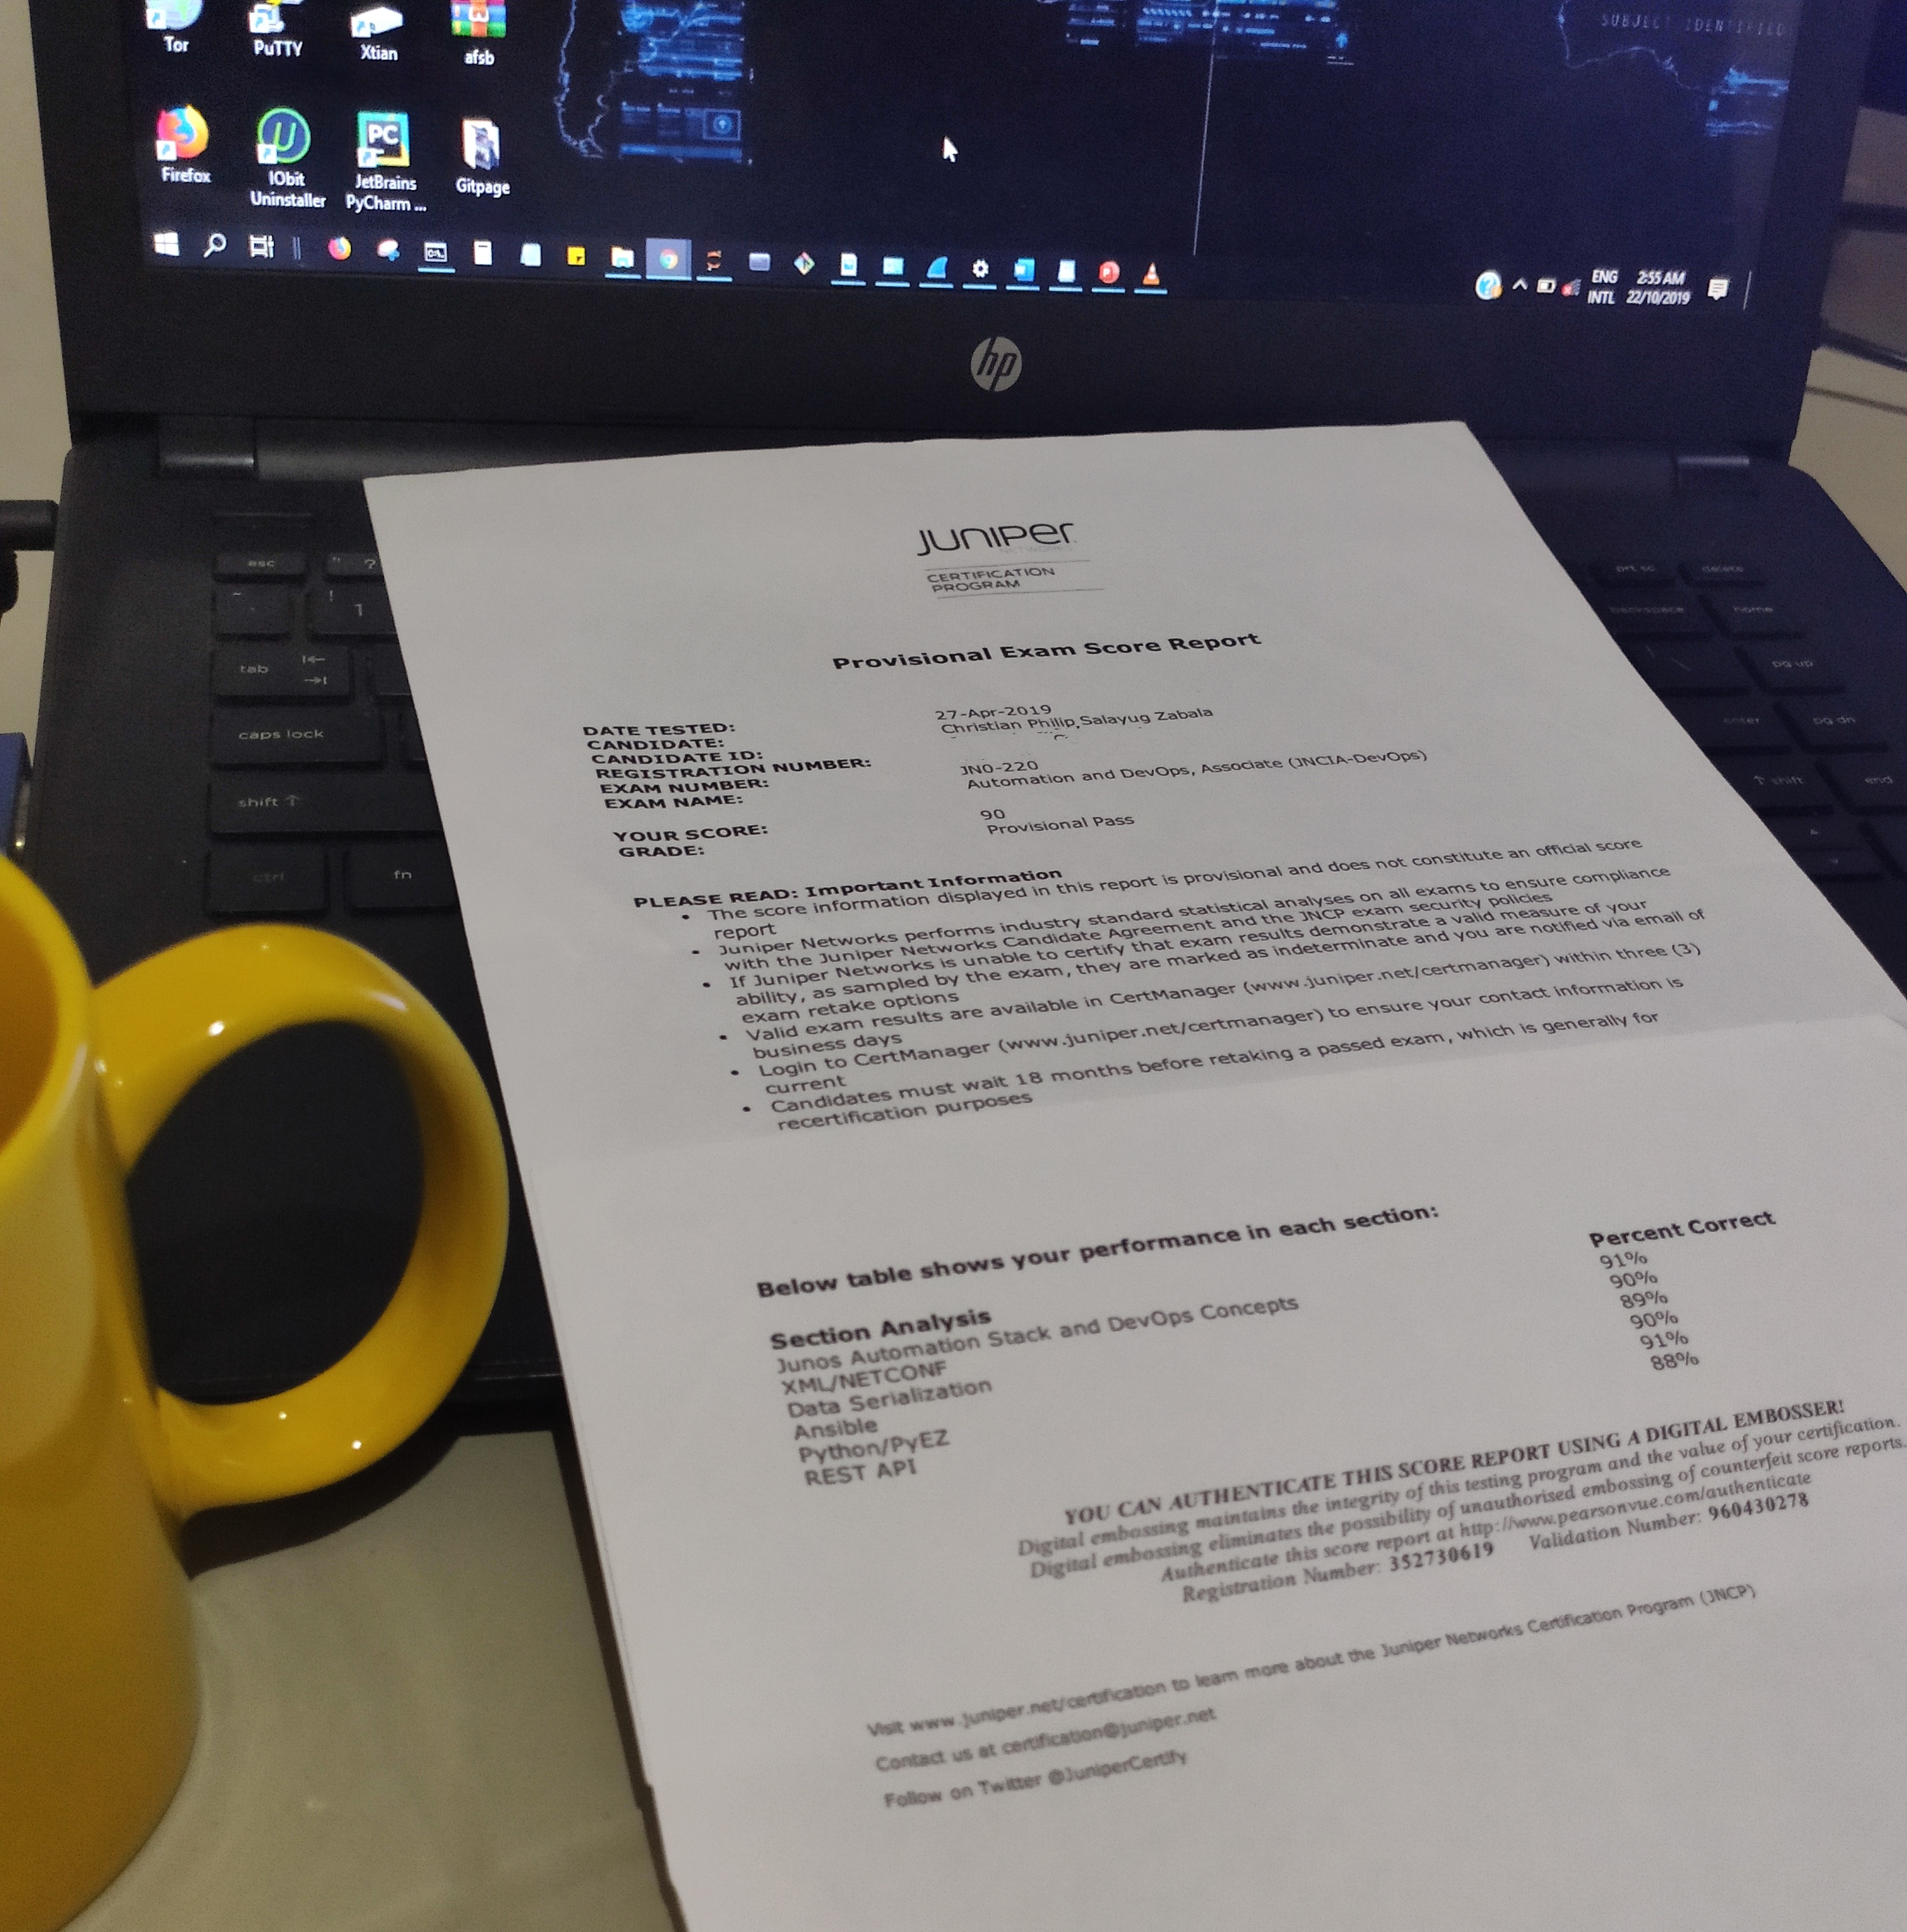 SUBJECT IDENTIFIED
Tor
PuTTY
Xtian
afsb
Firefox
IObit
Uninstaller
PC
JetBrains
PyCharm ...
Gitpage
ENG
INTL
2:55 AM
22/10/2019
hp
esc
" ?
! 1
tab
caps lock
shift
ctrl
fn
prt sc
delete
backspace
home
pg up
enter
pg dn
shift
end
JUNIPER
NETWORKS
CERTIFICATION
PROGRAM
Provisional Exam Score Report
DATE TESTED: 27-Apr-2019
CANDIDATE: Christian Philip,Salayug Zabala
CANDIDATE ID:
REGISTRATION NUMBER:
EXAM NUMBER: JN0-220
EXAM NAME: Automation and DevOps, Associate (JNCIA-DevOps)
YOUR SCORE: 90
GRADE: Provisional Pass
PLEASE READ: Important Information
• The score information displayed in this report is provisional and does not constitute an official score
report
• Juniper Networks performs industry standard statistical analyses on all exams to ensure compliance
with the Juniper Networks Candidate Agreement and the JNCP exam security policies
• If Juniper Networks is unable to certify that exam results demonstrate a valid measure of your
ability, as sampled by the exam, they are marked as indeterminate and you are notified via email of
exam retake options
• Valid exam results are available in CertManager (www.juniper.net/certmanager) within three (3)
business days
• Login to CertManager (www.juniper.net/certmanager) to ensure your contact information is
current
• Candidates must wait 18 months before retaking a passed exam, which is generally for
recertification purposes
Below table shows your performance in each section:
Section Analysis Percent Correct
Junos Automation Stack and DevOps Concepts 91%
XML/NETCONF 90%
Data Serialization 89%
Ansible 90%
Python/PyEZ 91%
REST API 88%
YOU CAN AUTHENTICATE THIS SCORE REPORT USING A DIGITAL EMBOSSER!
Digital embossing maintains the integrity of this testing program and the value of your certification.
Digital embossing eliminates the possibility of unauthorised embossing of counterfeit score reports.
Authenticate this score report at http://www.pearsonvue.com/authenticate
Registration Number: 352730619 Validation Number: 960430278
Visit www.juniper.net/certification to learn more about the Juniper Networks Certification Program (JNCP)
Contact us at certification@juniper.net
Follow on Twitter @JuniperCertify